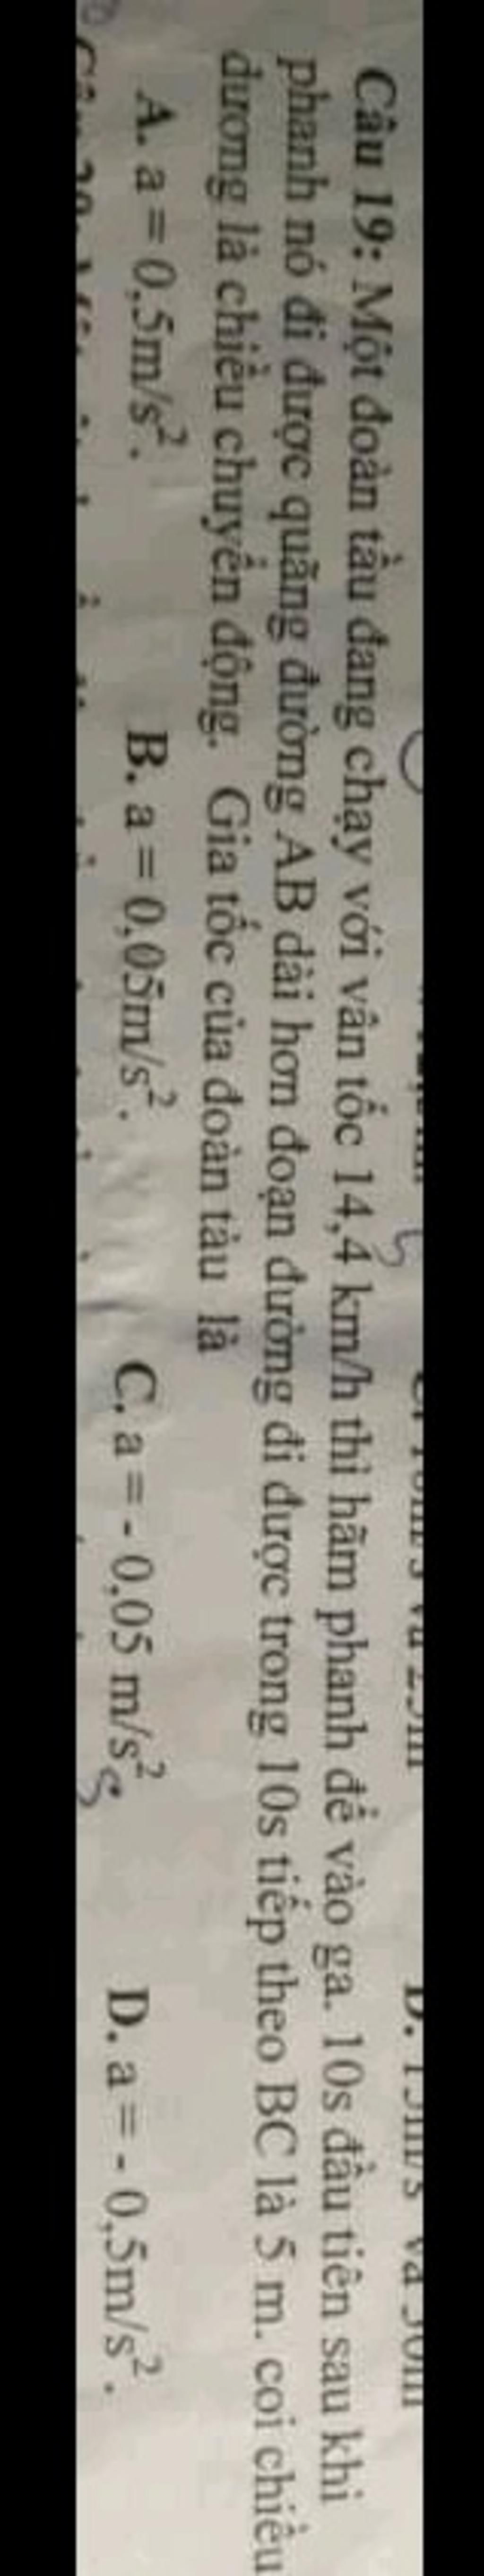 Câu 19: Một đoàn tầu đang chạy với vân tốc 14,4 km/h thì hãm phanh để vào ga. 10s đầu tiên sau khi
phanh nó đi được quãng đường AB dài hơn đoạn đường đi được trong 10s tiếp theo BC là 5 m. coi chiều
dương là chiều chuyển động. Gia tốc của đoàn tàu là
A. a = 0,5m/s². B. a = 0,05m/s². C. a = - 0,05 m/s² D. a = - 0,5m/s².